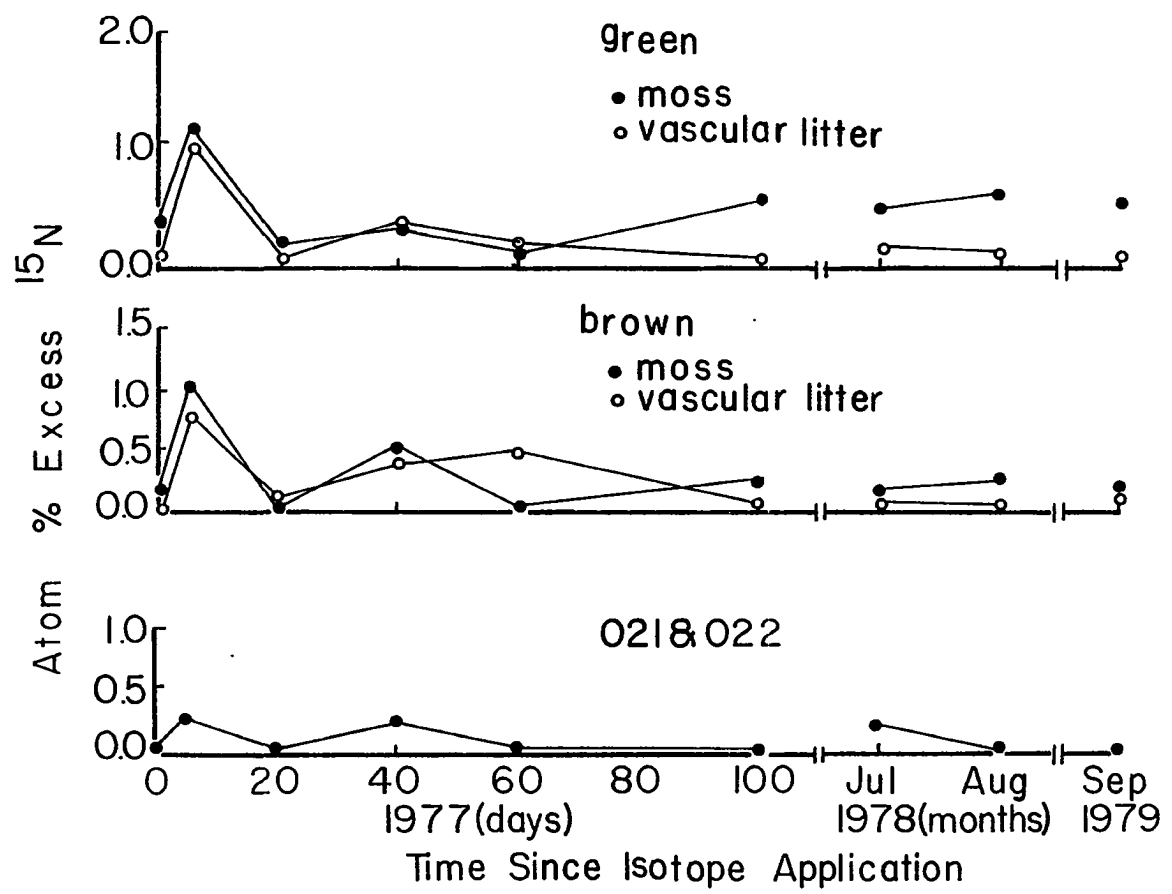 2.0
green
moss
vascular litter
1.0
0.0
1.5
brown
moss
vascular litter
1.0
0.5
0.0
Atom % Excess 15N
1.0
021 & 022
0.5
0.0
0 20 40 60 80 100 Jul Aug Sep
1977(days) 1978(months) 1979
Time Since Isotope Application